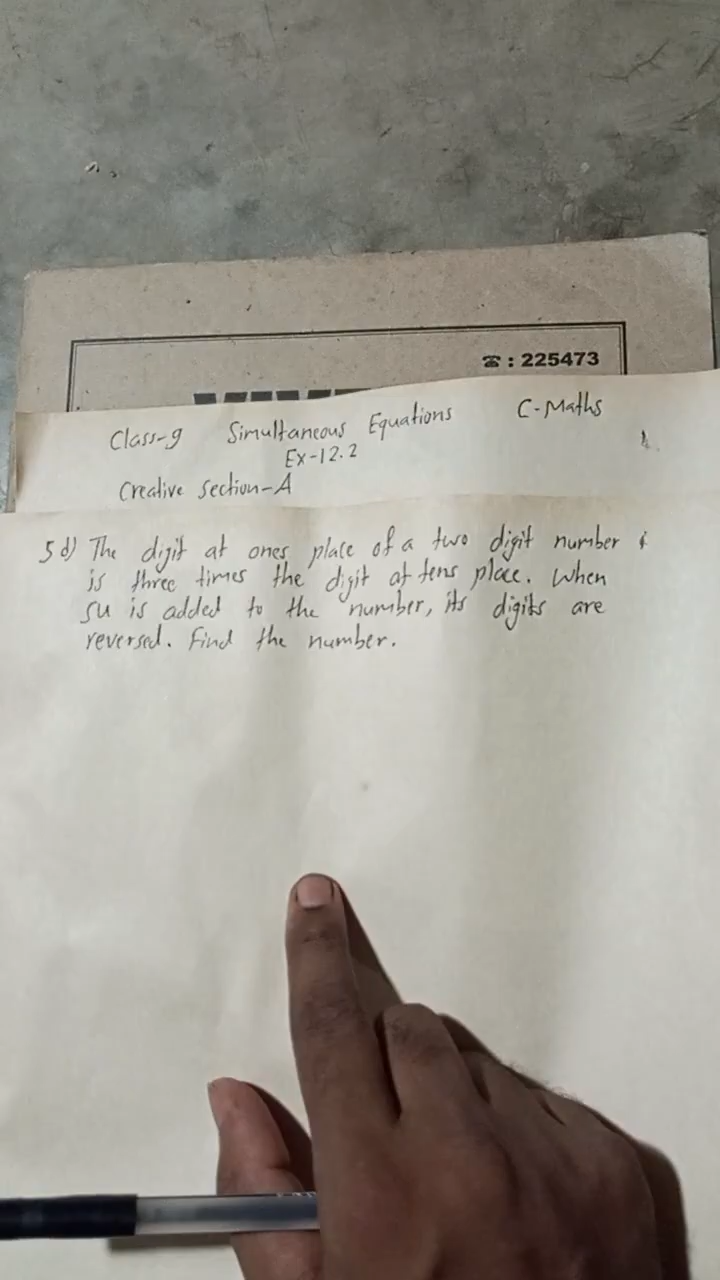 ☎ : 225473
Class-9 Simultaneous Equations C-Maths
Ex-12.2
Creative Section-A
5 d) The digit at ones place of a two digit number
is three times the digit at tens place. When
54 is added to the number, its digits are
reversed. Find the number.